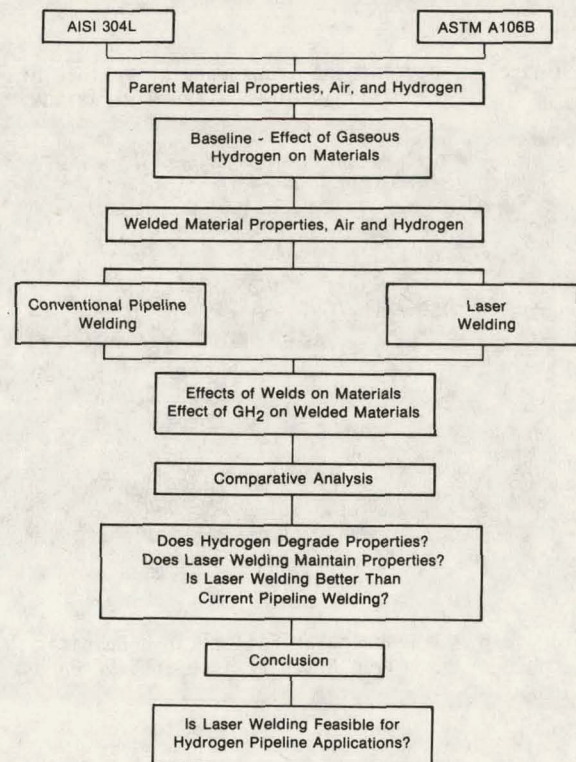 AISI 304L
ASTM A106B
Parent Material Properties, Air, and Hydrogen
Baseline - Effect of Gaseous
Hydrogen on Materials
Welded Material Properties, Air and Hydrogen
Conventional Pipeline
Welding
Laser
Welding
Effects of Welds on Materials
Effect of GH2 on Welded Materials
Comparative Analysis
Does Hydrogen Degrade Properties?
Does Laser Welding Maintain Properties?
Is Laser Welding Better Than
Current Pipeline Welding?
Conclusion
Is Laser Welding Feasible for
Hydrogen Pipeline Applications?